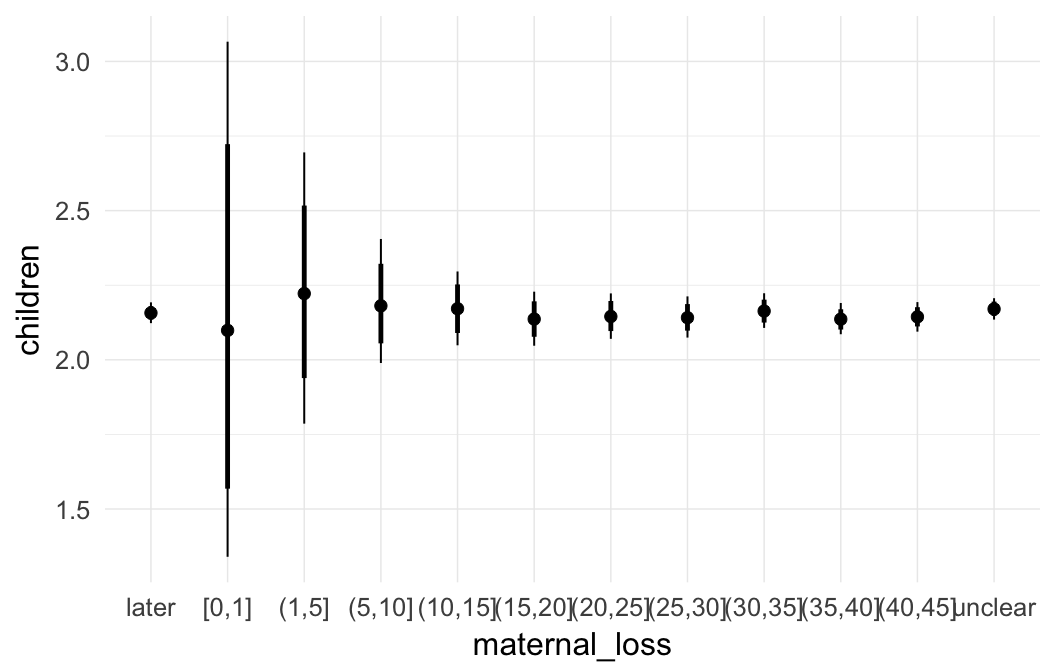 3.0
2.5
2.0
1.5
children
later [0,1] (1,5] (5,10] (10,15] (15,20] (20,25] (25,30] (30,35] (35,40] (40,45] unclear
maternal_loss